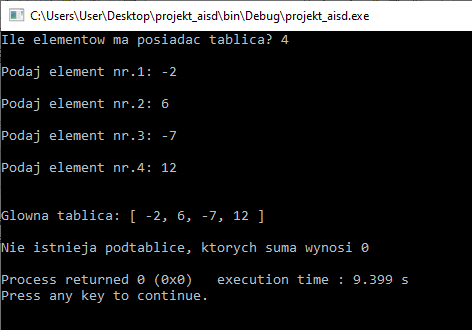 C:\Users\User\Desktop\projekt_aisd\bin\Debug\projekt_aisd.exe
Ile elementow ma posiadac tablica? 4
Podaj element nr.1: -2
Podaj element nr.2: 6
Podaj element nr.3: -7
Podaj element nr.4: 12
Glowna tablica: [ -2, 6, -7, 12 ]
Nie istnieja podtablice, ktorych suma wynosi 0
Process returned 0 (0x0)   execution time : 9.399 s
Press any key to continue.